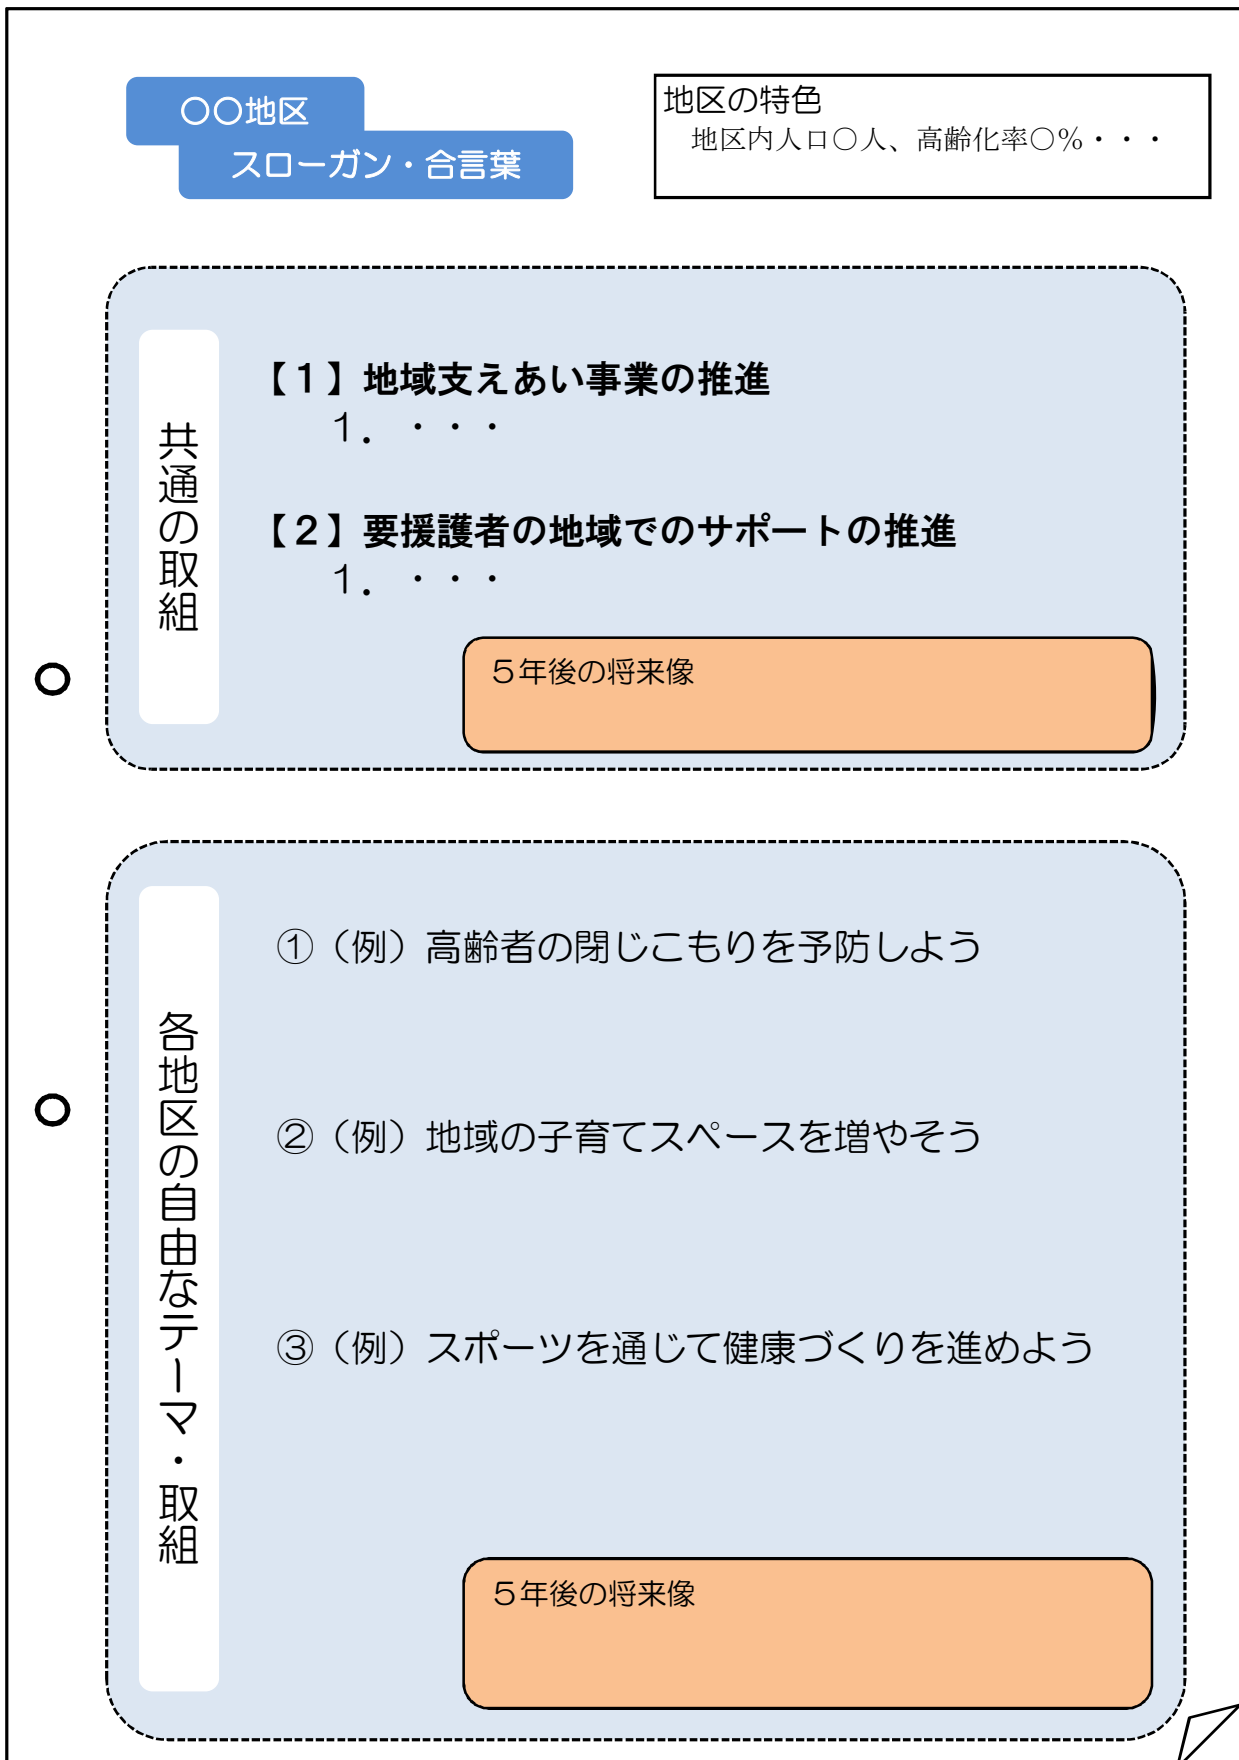 〇〇地区
スローガン・合言葉
地区の特色
地区内人口〇人、高齢化率〇％・・・
共通の取組
【１】地域支えあい事業の推進
１．・・・
【２】要援護者の地域でのサポートの推進
１．・・・
５年後の将来像
各地区の自由なテーマ・取組
①（例）高齢者の閉じこもりを予防しよう
②（例）地域の子育てスペースを増やそう
③（例）スポーツを通じて健康づくりを進めよう
５年後の将来像